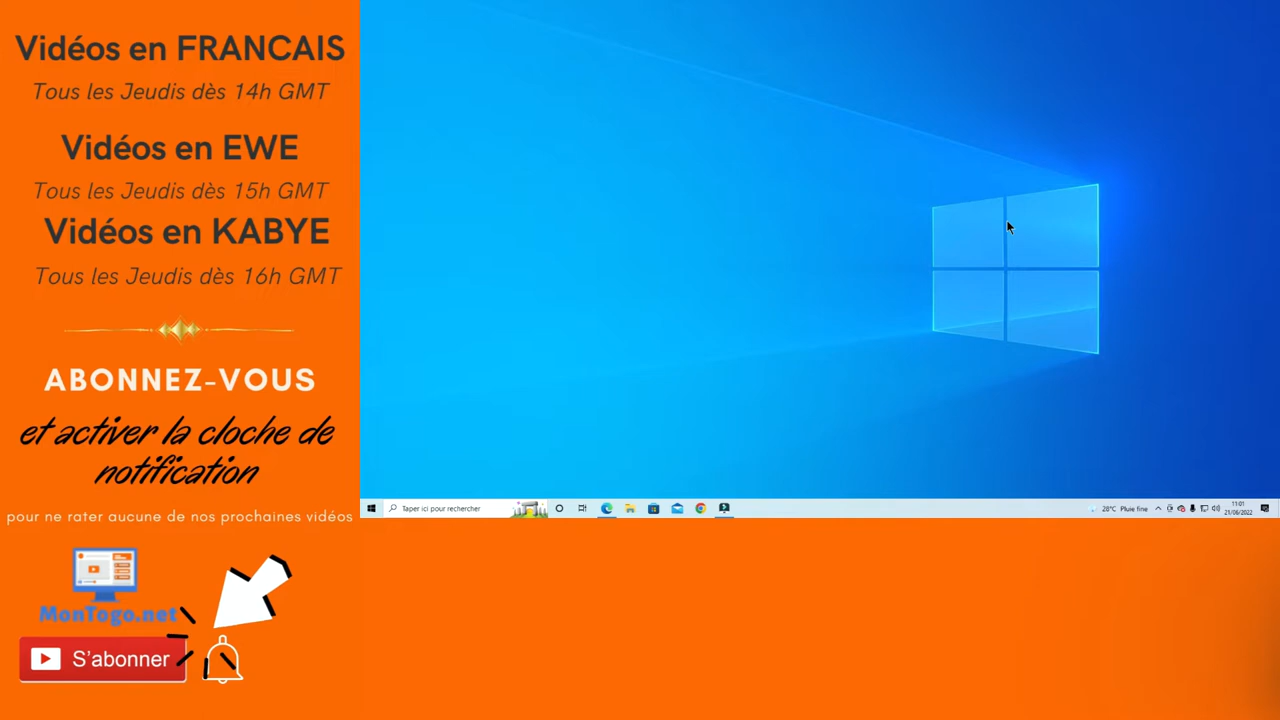 Vidéos en FRANCAIS
Tous les Jeudis dès 14h GMT
Vidéos en EWE
Tous les Jeudis dès 15h GMT
Vidéos en KABYE
Tous les Jeudis dès 16h GMT
ABONNEZ-VOUS
et activer la cloche de
notification
pour ne rater aucune de nos prochaines vidéos
MonTogo.net
S'abonner
Taper ici pour rechercher
28°C Pluie fine
11:01
21/06/2022